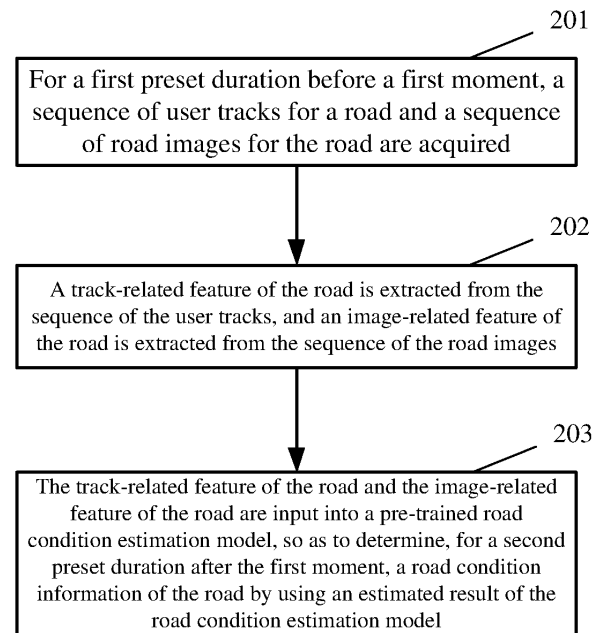 201
For a first preset duration before a first moment, a
sequence of user tracks for a road and a sequence
of road images for the road are acquired
202
A track-related feature of the road is extracted from the
sequence of the user tracks, and an image-related feature of
the road is extracted from the sequence of the road images
203
The track-related feature of the road and the image-related
feature of the road are input into a pre-trained road
condition estimation model, so as to determine, for a second
preset duration after the first moment, a road condition
information of the road by using an estimated result of the
road condition estimation model